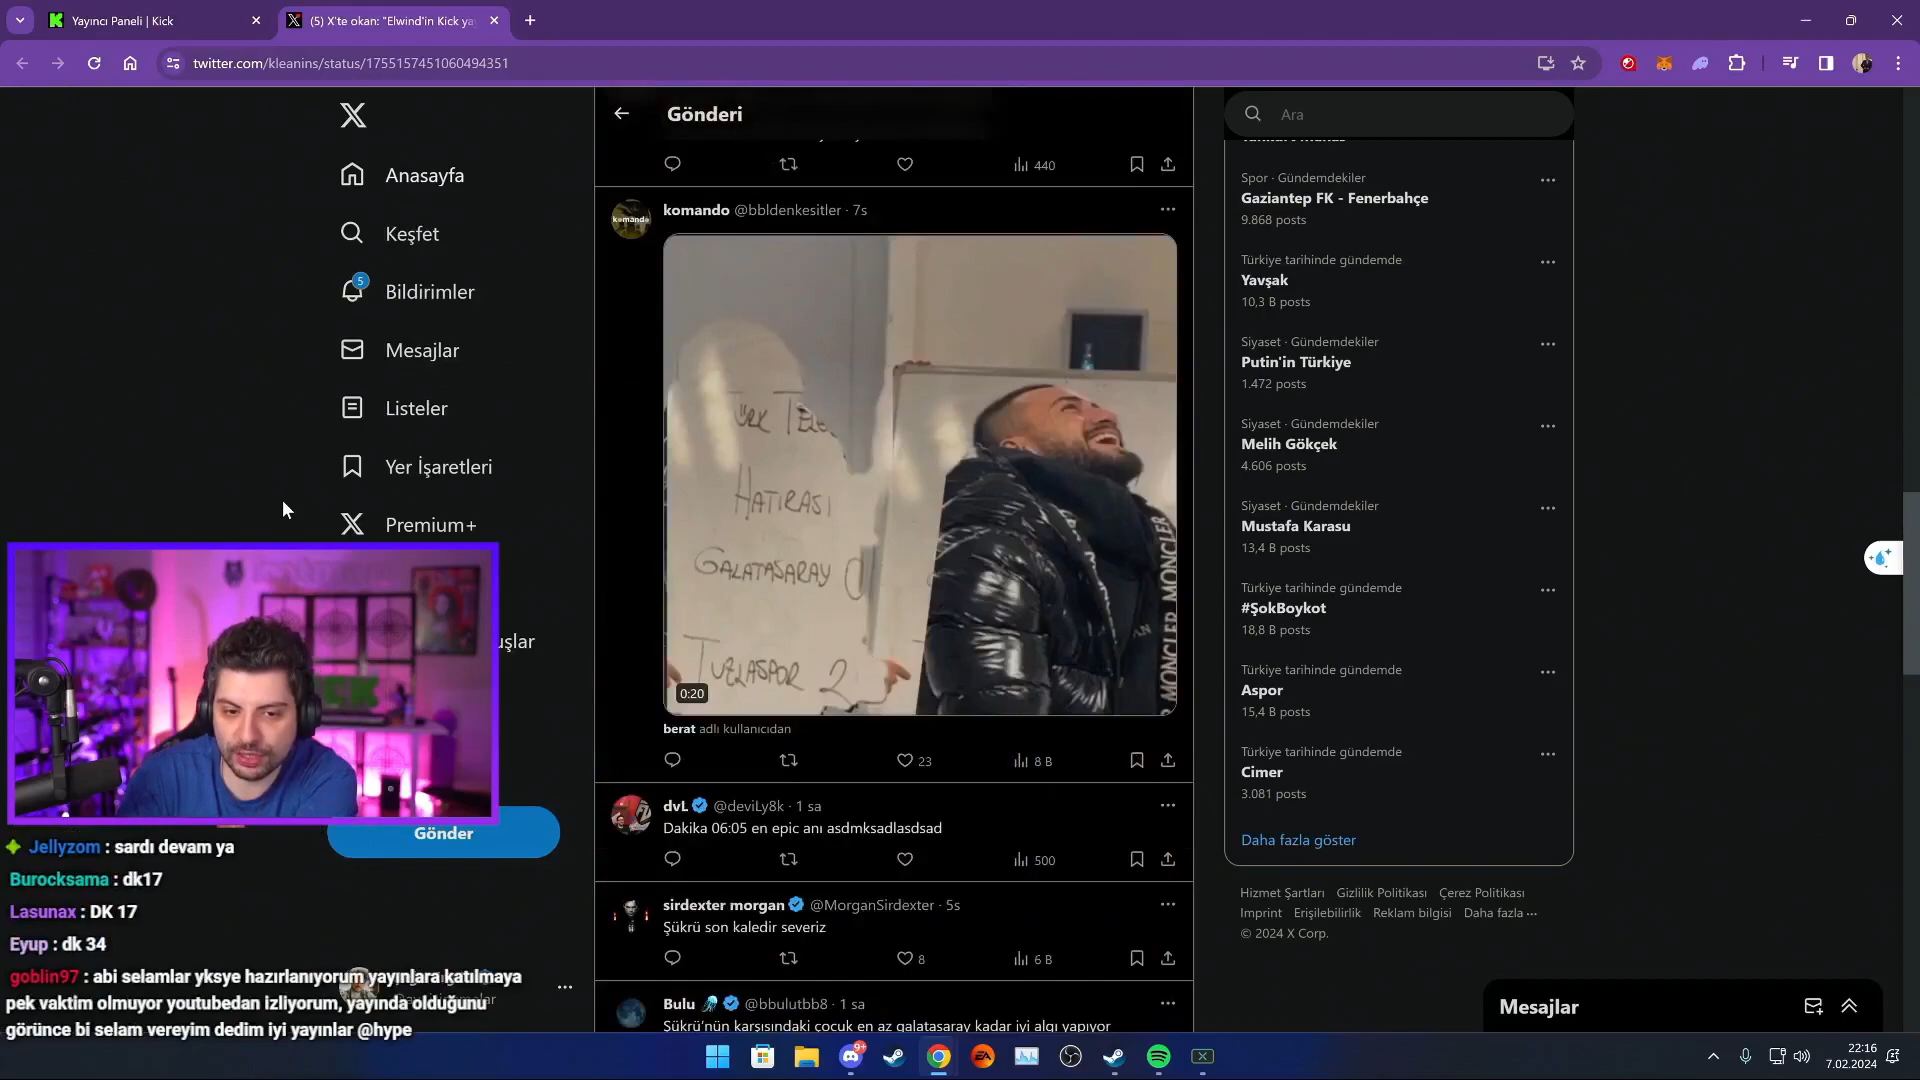 Yayıncı Paneli | Kick
(5) X'te okan: "Elwind'in Kick ya
twitter.com/kleanins/status/1755157451060494351
Anasayfa
Keşfet
5
Bildirimler
Mesajlar
Listeler
Yer İşaretleri
Premium+
uşlar
Gönder
Gönderi
440
komando @bbldenkesitler · 7s
HATIRASI
GALATASARAY 0
TUZLASPOR 2
MONCLER MONCLER
0:20
berat adlı kullanıcıdan
23
8 B
dvL @deviLy8k · 1 sa
Dakika 06:05 en epic anı asdmksadlasdsad
500
sirdexter morgan @MorganSirdexter · 5s
Şükrü son kaledir severiz
8
6 B
Bulu @bbulutbb8 · 1 sa
Şükrü'nün karşısındaki çocuk en az galatasaray kadar iyi algı yapıyor
Ara
Spor · Gündemdekiler
Gaziantep FK - Fenerbahçe
9.868 posts
Türkiye tarihinde gündemde
Yavşak
10,3 B posts
Siyaset · Gündemdekiler
Putin'in Türkiye
1.472 posts
Siyaset · Gündemdekiler
Melih Gökçek
4.606 posts
Siyaset · Gündemdekiler
Mustafa Karasu
13,4 B posts
Türkiye tarihinde gündemde
#ŞokBoykot
18,8 B posts
Türkiye tarihinde gündemde
Aspor
15,4 B posts
Türkiye tarihinde gündemde
Cimer
3.081 posts
Daha fazla göster
Hizmet Şartları Gizlilik Politikası Çerez Politikası
Imprint Erişilebilirlik Reklam bilgisi Daha fazla ···
© 2024 X Corp.
Mesajlar
Jellyzom : sardı devam ya
Burocksama : dk17
Lasunax : DK 17
Eyup : dk 34
goblin97 : abi selamlar yksye hazırlanıyorum yayınlara katılmaya
pek vaktim olmuyor youtubedan izliyorum, yayında olduğunu
görünce bi selam vereyim dedim iyi yayınlar @hype
9+
22:16
7.02.2024